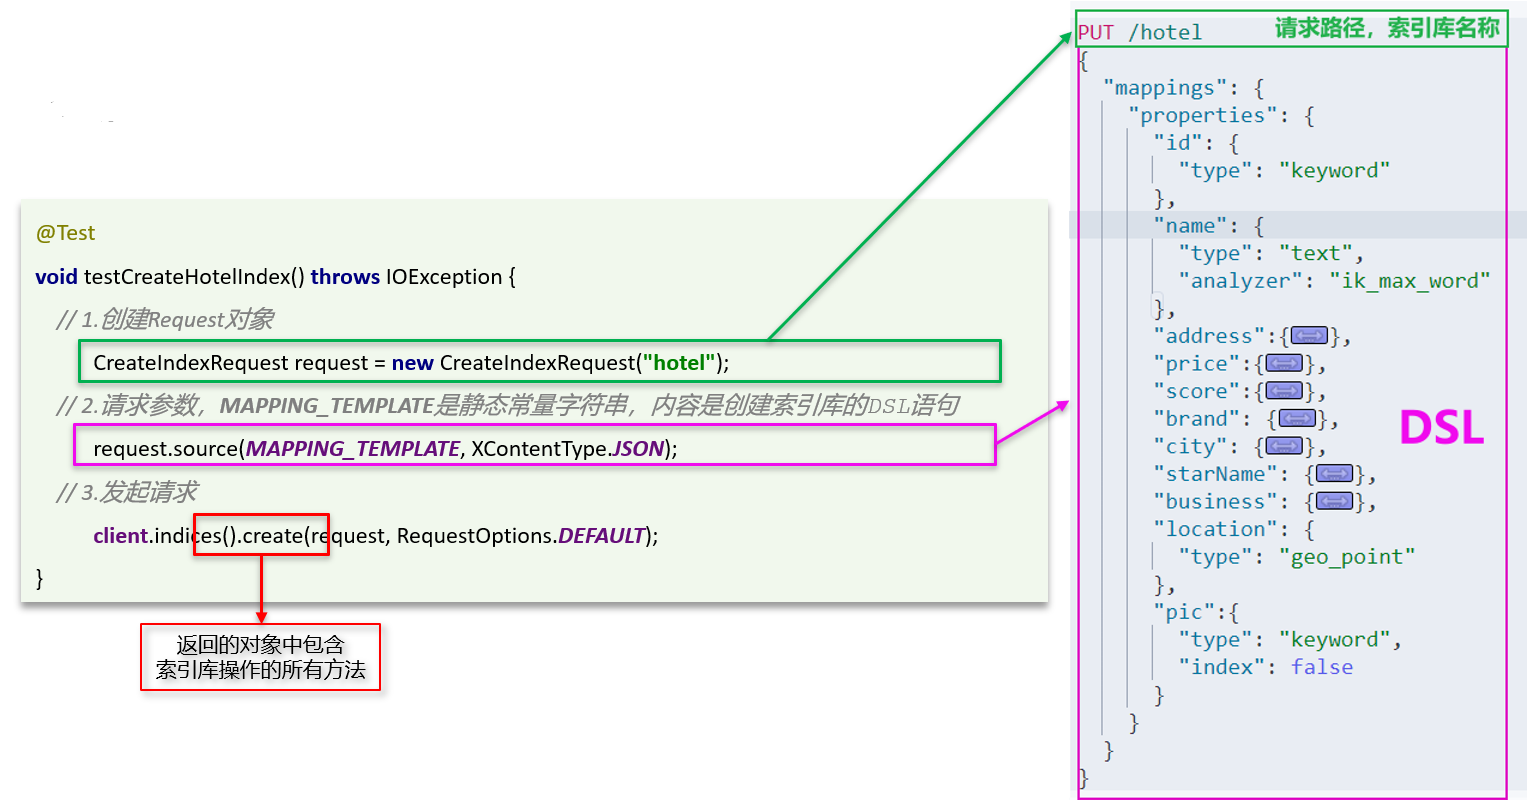 @Test
void testCreateHotelIndex() throws IOException {
// 1.创建Request对象
CreateIndexRequest request = new CreateIndexRequest("hotel");
// 2.请求参数，MAPPING_TEMPLATE是静态常量字符串，内容是创建索引库的DSL语句
request.source(MAPPING_TEMPLATE, XContentType.JSON);
// 3.发起请求
client.indices().create(request, RequestOptions.DEFAULT);
}
返回的对象中包含
索引库操作的所有方法
PUT /hotel 请求路径，索引库名称
{
"mappings": {
"properties": {
"id": {
"type": "keyword"
},
"name": {
"type": "text",
"analyzer": "ik_max_word"
},
"address":{},
"price":{},
"score":{},
"brand": {},
"city": {},
"starName": {},
"business": {},
"location": {
"type": "geo_point"
},
"pic":{
"type": "keyword",
"index": false
}
}
}
}
DSL